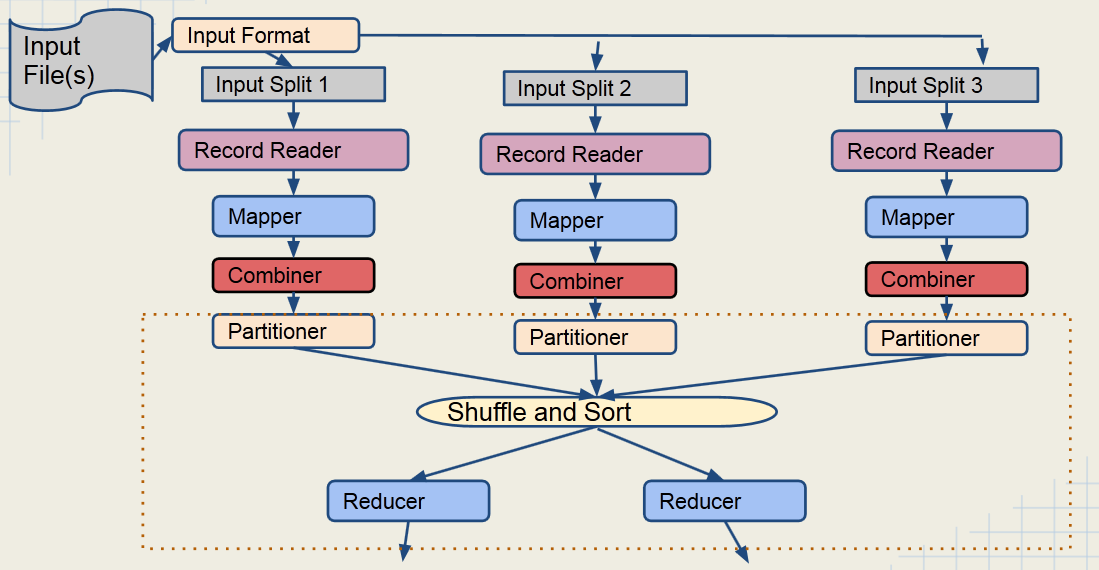 Input
File(s)
Input Format
Input Split 1
Input Split 2
Input Split 3
Record Reader
Record Reader
Record Reader
Mapper
Mapper
Mapper
Combiner
Combiner
Combiner
Partitioner
Partitioner
Partitioner
Shuffle and Sort
Reducer
Reducer